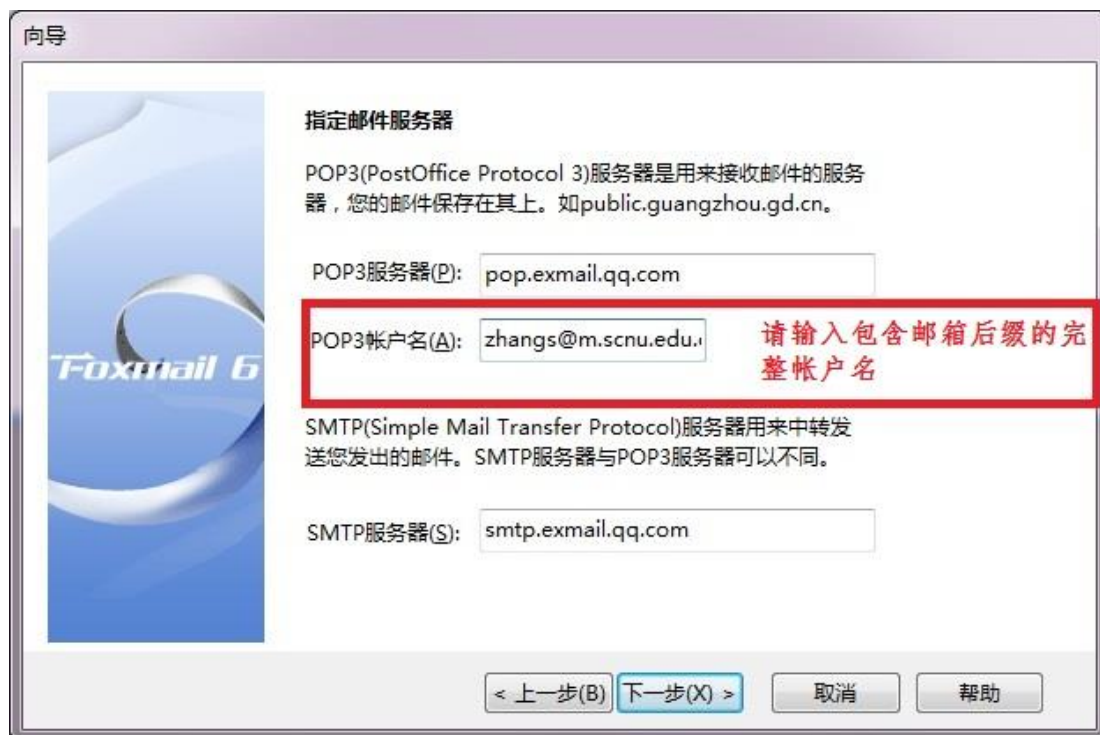 向导
指定邮件服务器
POP3(PostOffice Protocol 3)服务器是用来接收邮件的服务
器，您的邮件保存在其上。如public.guangzhou.gd.cn。
POP3服务器(P): pop.exmail.qq.com
POP3帐户名(A): zhangs@m.scnu.edu.
请输入包含邮箱后缀的完
整帐户名
Foxmail 6
SMTP(Simple Mail Transfer Protocol)服务器用来中转发
送您发出的邮件。SMTP服务器与POP3服务器可以不同。
SMTP服务器(S): smtp.exmail.qq.com
< 上一步(B) 下一步(X) > 取消 帮助